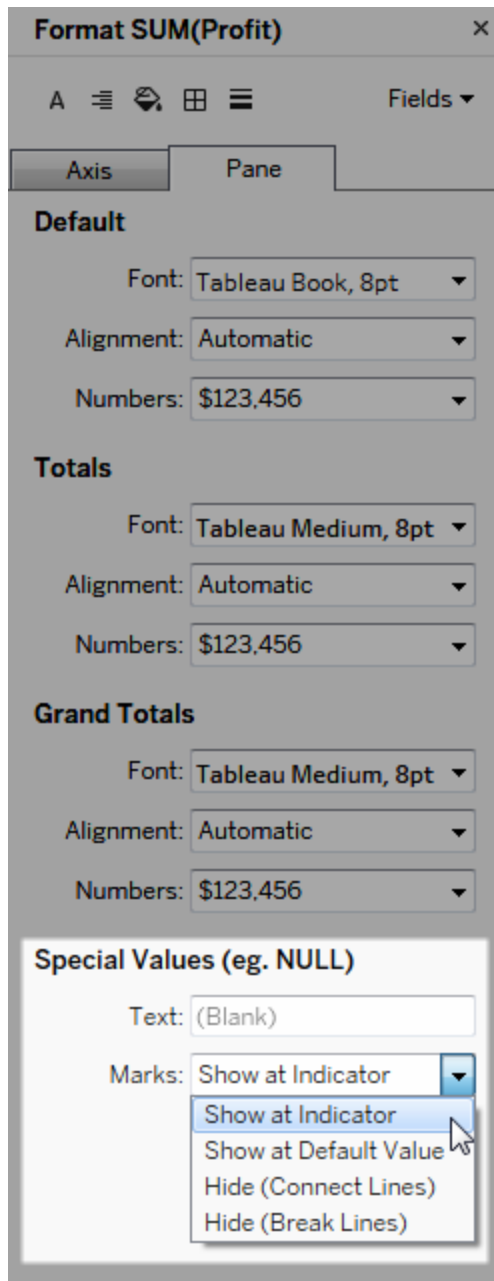 Format SUM(Profit) ×
A Fields
Axis Pane
Default
Font: Tableau Book, 8pt
Alignment: Automatic
Numbers: $123,456
Totals
Font: Tableau Medium, 8pt
Alignment: Automatic
Numbers: $123,456
Grand Totals
Font: Tableau Medium, 8pt
Alignment: Automatic
Numbers: $123,456
Special Values (eg. NULL)
Text: (Blank)
Marks: Show at Indicator
Show at Indicator
Show at Default Value
Hide (Connect Lines)
Hide (Break Lines)